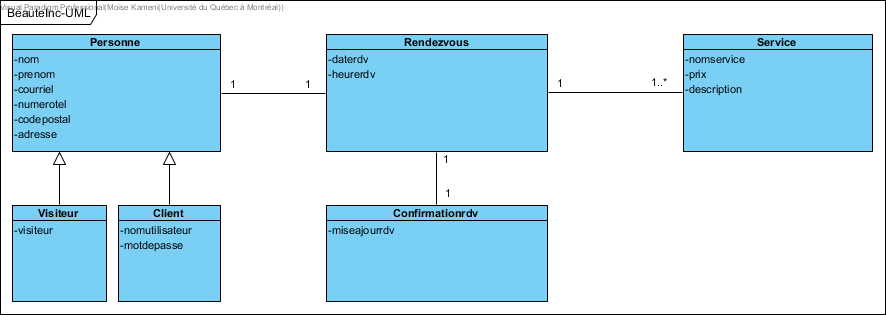 Visual Paradigm Professional(Moise Kameni(Université du Québec à Montréal))
BeauteInc-UML
Personne
-nom
-prenom
-courriel
-numerotel
-codepostal
-adresse
1
1
Rendezvous
-daterdv
-heurerdv
1
1..*
Service
-nomservice
-prix
-description
1
1
Visiteur
-visiteur
Client
-nomutilisateur
-motdepasse
Confirmationrdv
-miseajourrdv